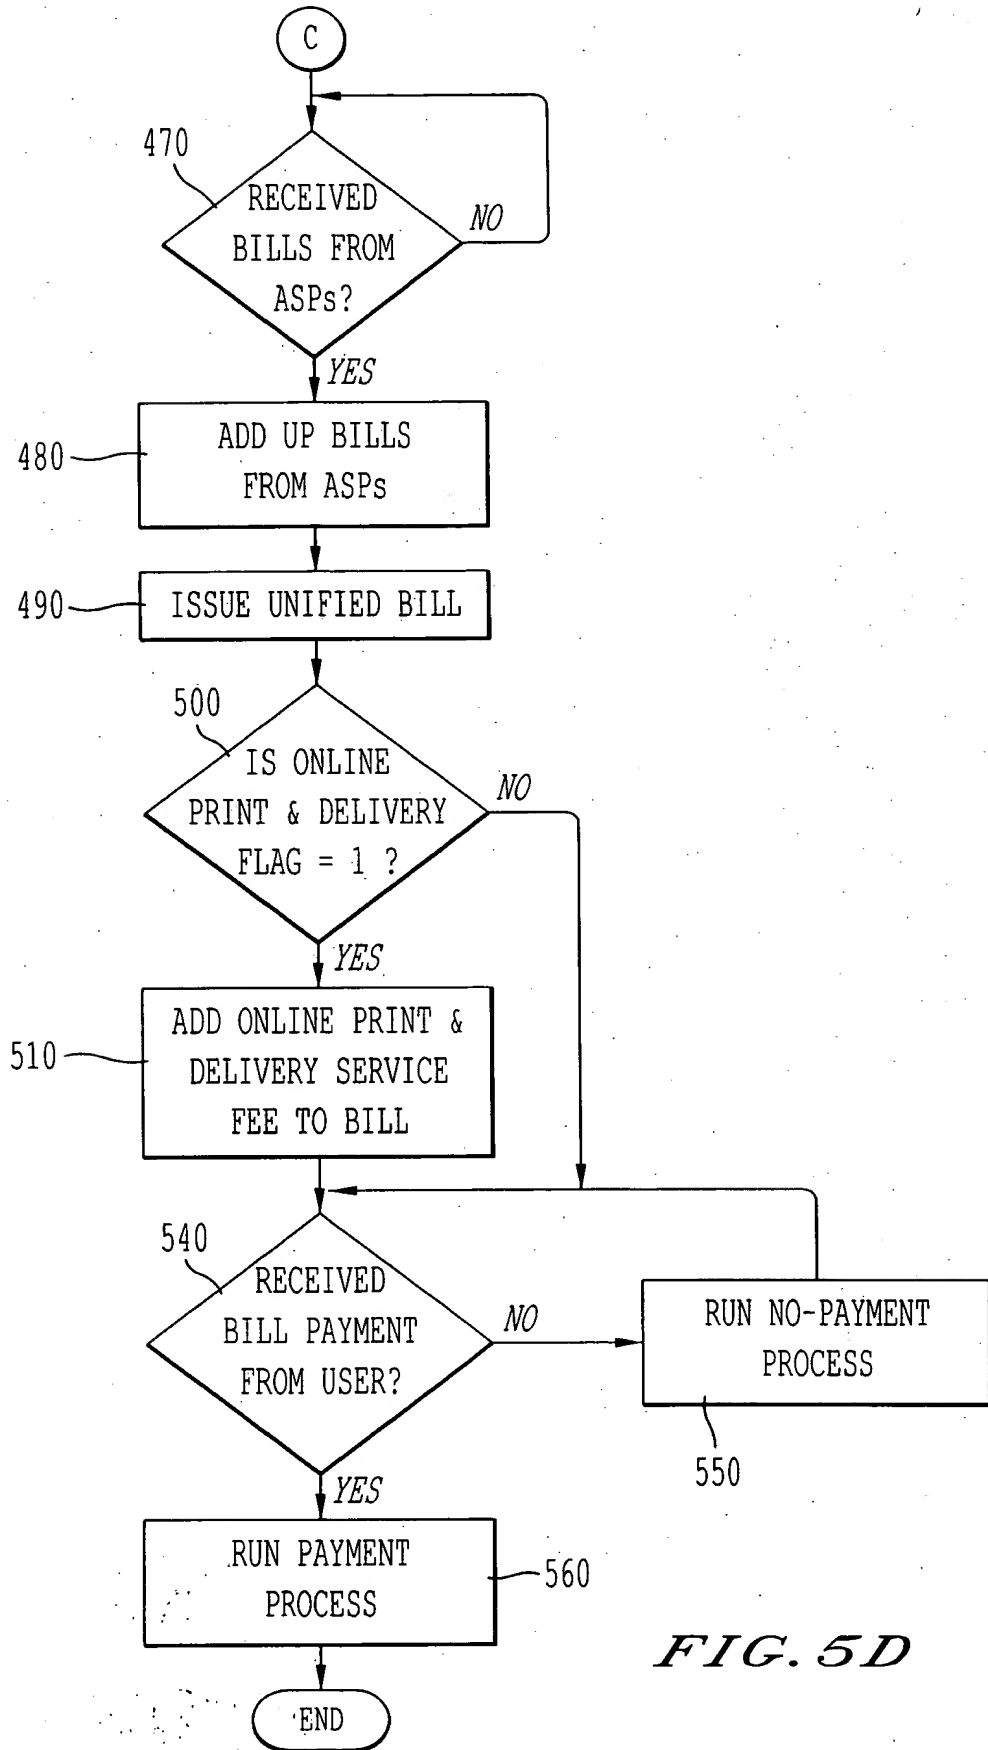 C
470
RECEIVED
BILLS FROM
ASPs?
NO
YES
480
ADD UP BILLS
FROM ASPs
490
ISSUE UNIFIED BILL
500
IS ONLINE
PRINT & DELIVERY
FLAG = 1 ?
NO
YES
510
ADD ONLINE PRINT &
DELIVERY SERVICE
FEE TO BILL
540
RECEIVED
BILL PAYMENT
FROM USER?
NO
RUN NO-PAYMENT
PROCESS
550
YES
RUN PAYMENT
PROCESS
560
END
FIG. 5D